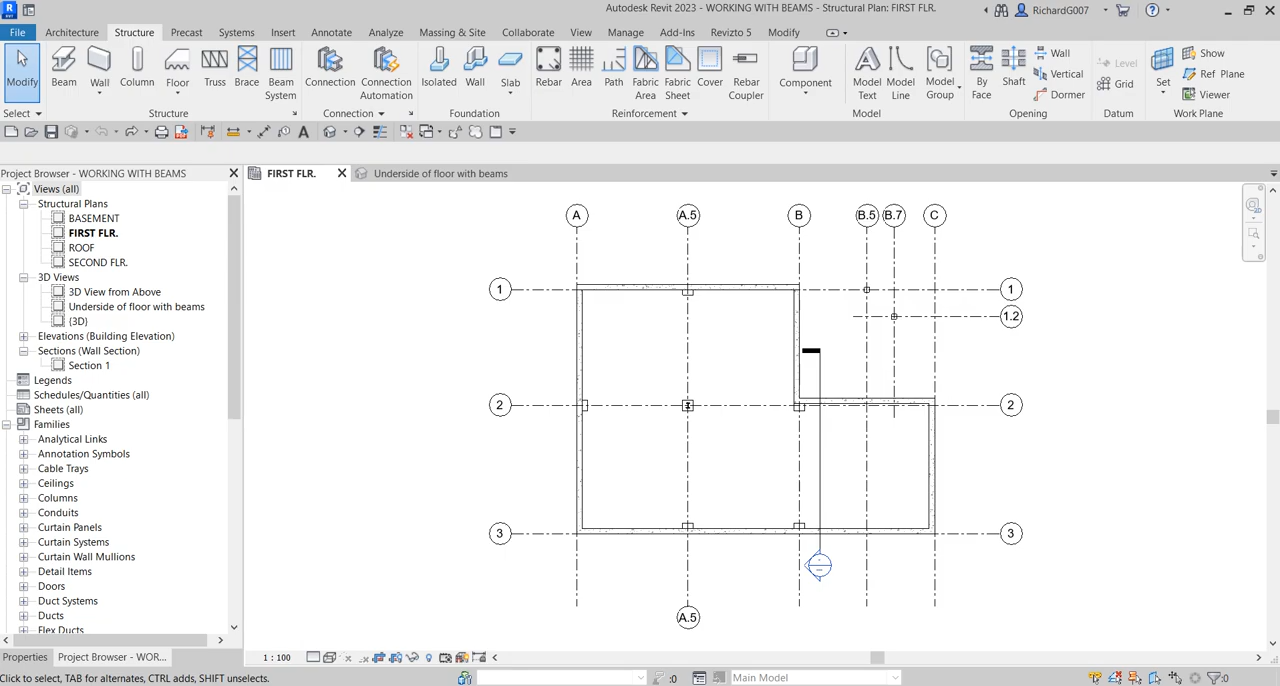 R
RVT
Autodesk Revit 2023 - WORKING WITH BEAMS - Structural Plan: FIRST FLR.
RichardG007
File Architecture Structure Precast Systems Insert Annotate Analyze Massing & Site Collaborate View Manage Add-Ins Revizto 5 Modify
Modify Beam Wall Column Floor Truss Brace Beam System Connection Connection Automation Isolated Wall Slab Rebar Area Path Fabric Area Fabric Sheet Cover Rebar Coupler Component Model Text Model Line Model Group By Face Shaft Wall Vertical Dormer Level Grid Set Show Ref Plane Viewer
Select Structure Connection Foundation Reinforcement Model Opening Datum Work Plane
Project Browser - WORKING WITH BEAMS
FIRST FLR.
Underside of floor with beams
Views (all)
Structural Plans
BASEMENT
FIRST FLR.
ROOF
SECOND FLR.
3D Views
3D View from Above
Underside of floor with beams
{3D}
Elevations (Building Elevation)
Sections (Wall Section)
Section 1
Legends
Schedules/Quantities (all)
Sheets (all)
Families
Analytical Links
Annotation Symbols
Cable Trays
Ceilings
Columns
Conduits
Curtain Panels
Curtain Systems
Curtain Wall Mullions
Detail Items
Doors
Duct Systems
Ducts
Flex Ducts
A A.5 B B.5 B.7 C
1 1
1.2
2 2
3 3
A.5
Properties
Project Browser - WOR...
1 : 100
Click to select, TAB for alternates, CTRL adds, SHIFT unselects.
:0
Main Model
:0